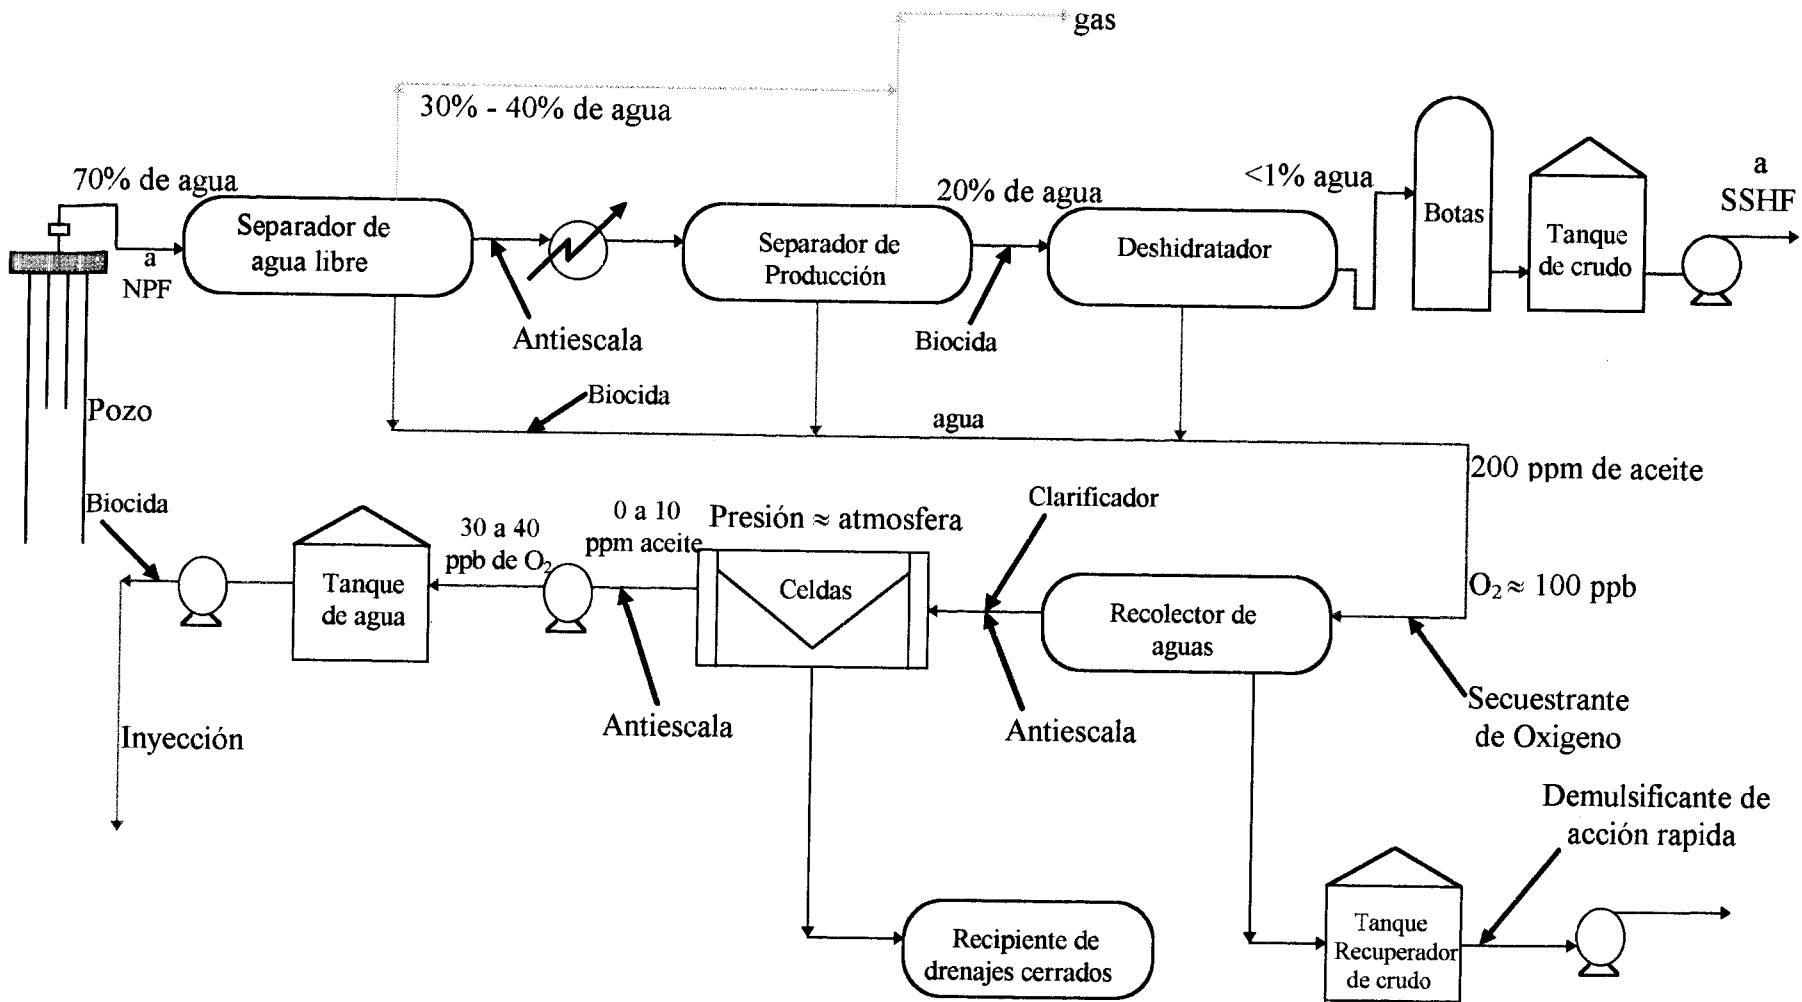 gas
30% - 40% de agua
70% de agua
Separador de
agua libre
a
NPF
Separador de
Producción
20% de agua
Deshidratador
<1% agua
Botas
Tanque
de crudo
a
SSHF
Antiescala
Biocida
Biocida
agua
Pozo
200 ppm de aceite
O₂ ≈ 100 ppb
Biocida
Tanque
de agua
30 a 40
ppb de O₂
0 a 10
ppm aceite
Presión ≈ atmosfera
Celdas
Clarificador
Recolector de
aguas
Antiescala
Antiescala
Secuestrante
de Oxigeno
Inyección
Demulsificante de
acción rapida
Recipiente de
drenajes cerrados
Tanque
Recuperador
de crudo